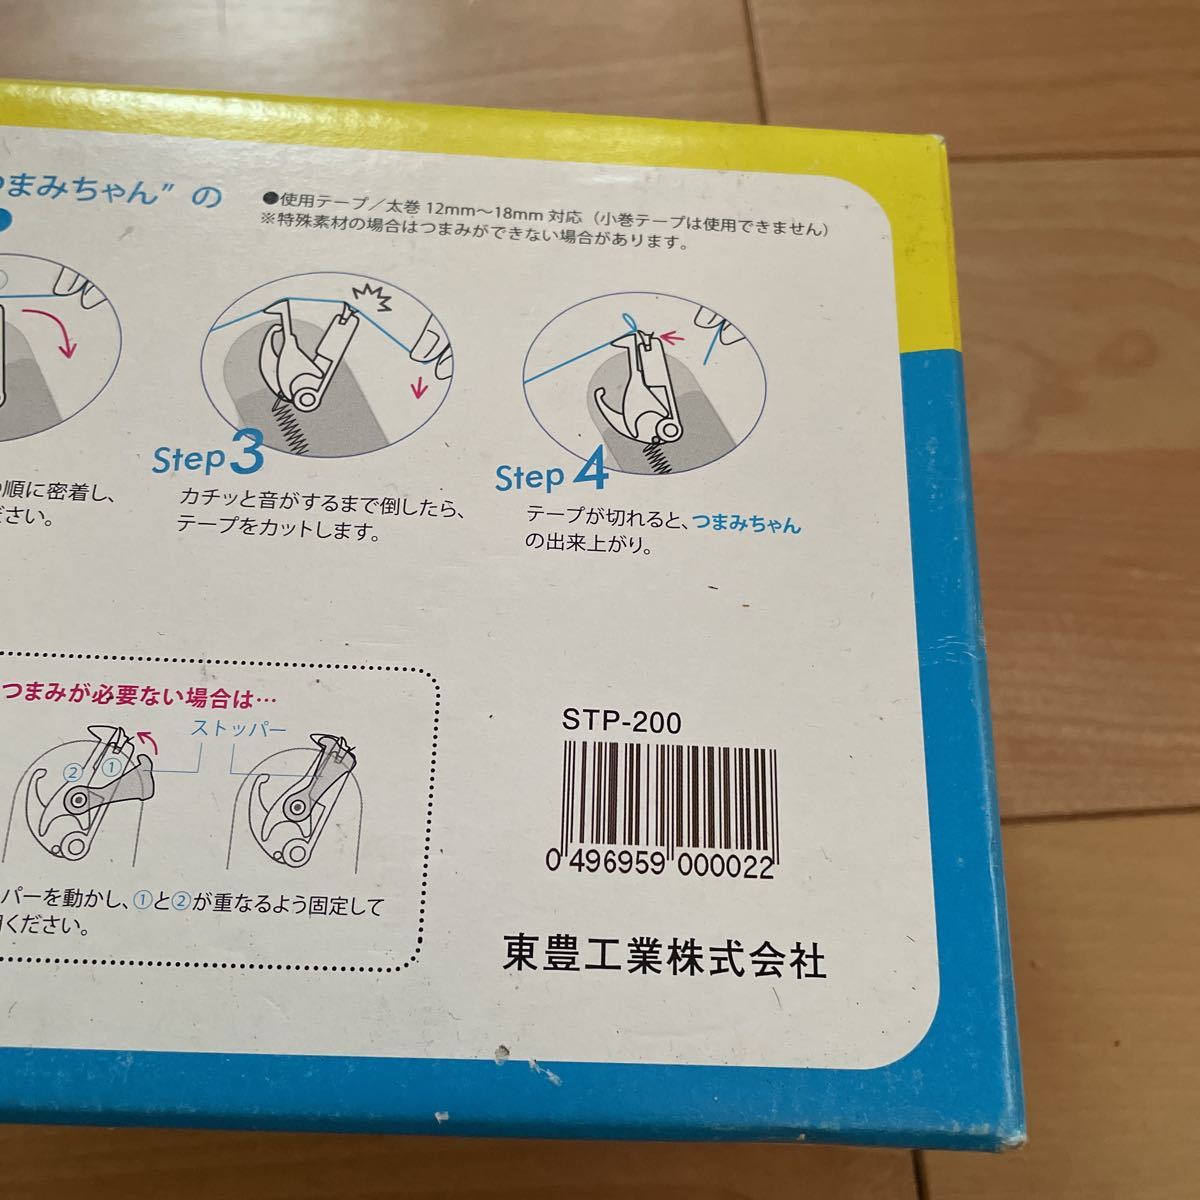 つまみちゃん”の
●使用テープ／太巻 12mm〜18mm 対応（小巻テープは使用できません）
※特殊素材の場合はつまみができない場合があります。
順に密着し、
ださい。
Step3
カチッと音がするまで倒したら、
テープをカットします。
Step 4
テープが切れると、つまみちゃん
の出来上がり。
つまみが必要ない場合は…
ストッパー
② ①
パーを動かし、①と②が重なるよう固定して
ください。
STP-200
0 496959 000022
東豊工業株式会社